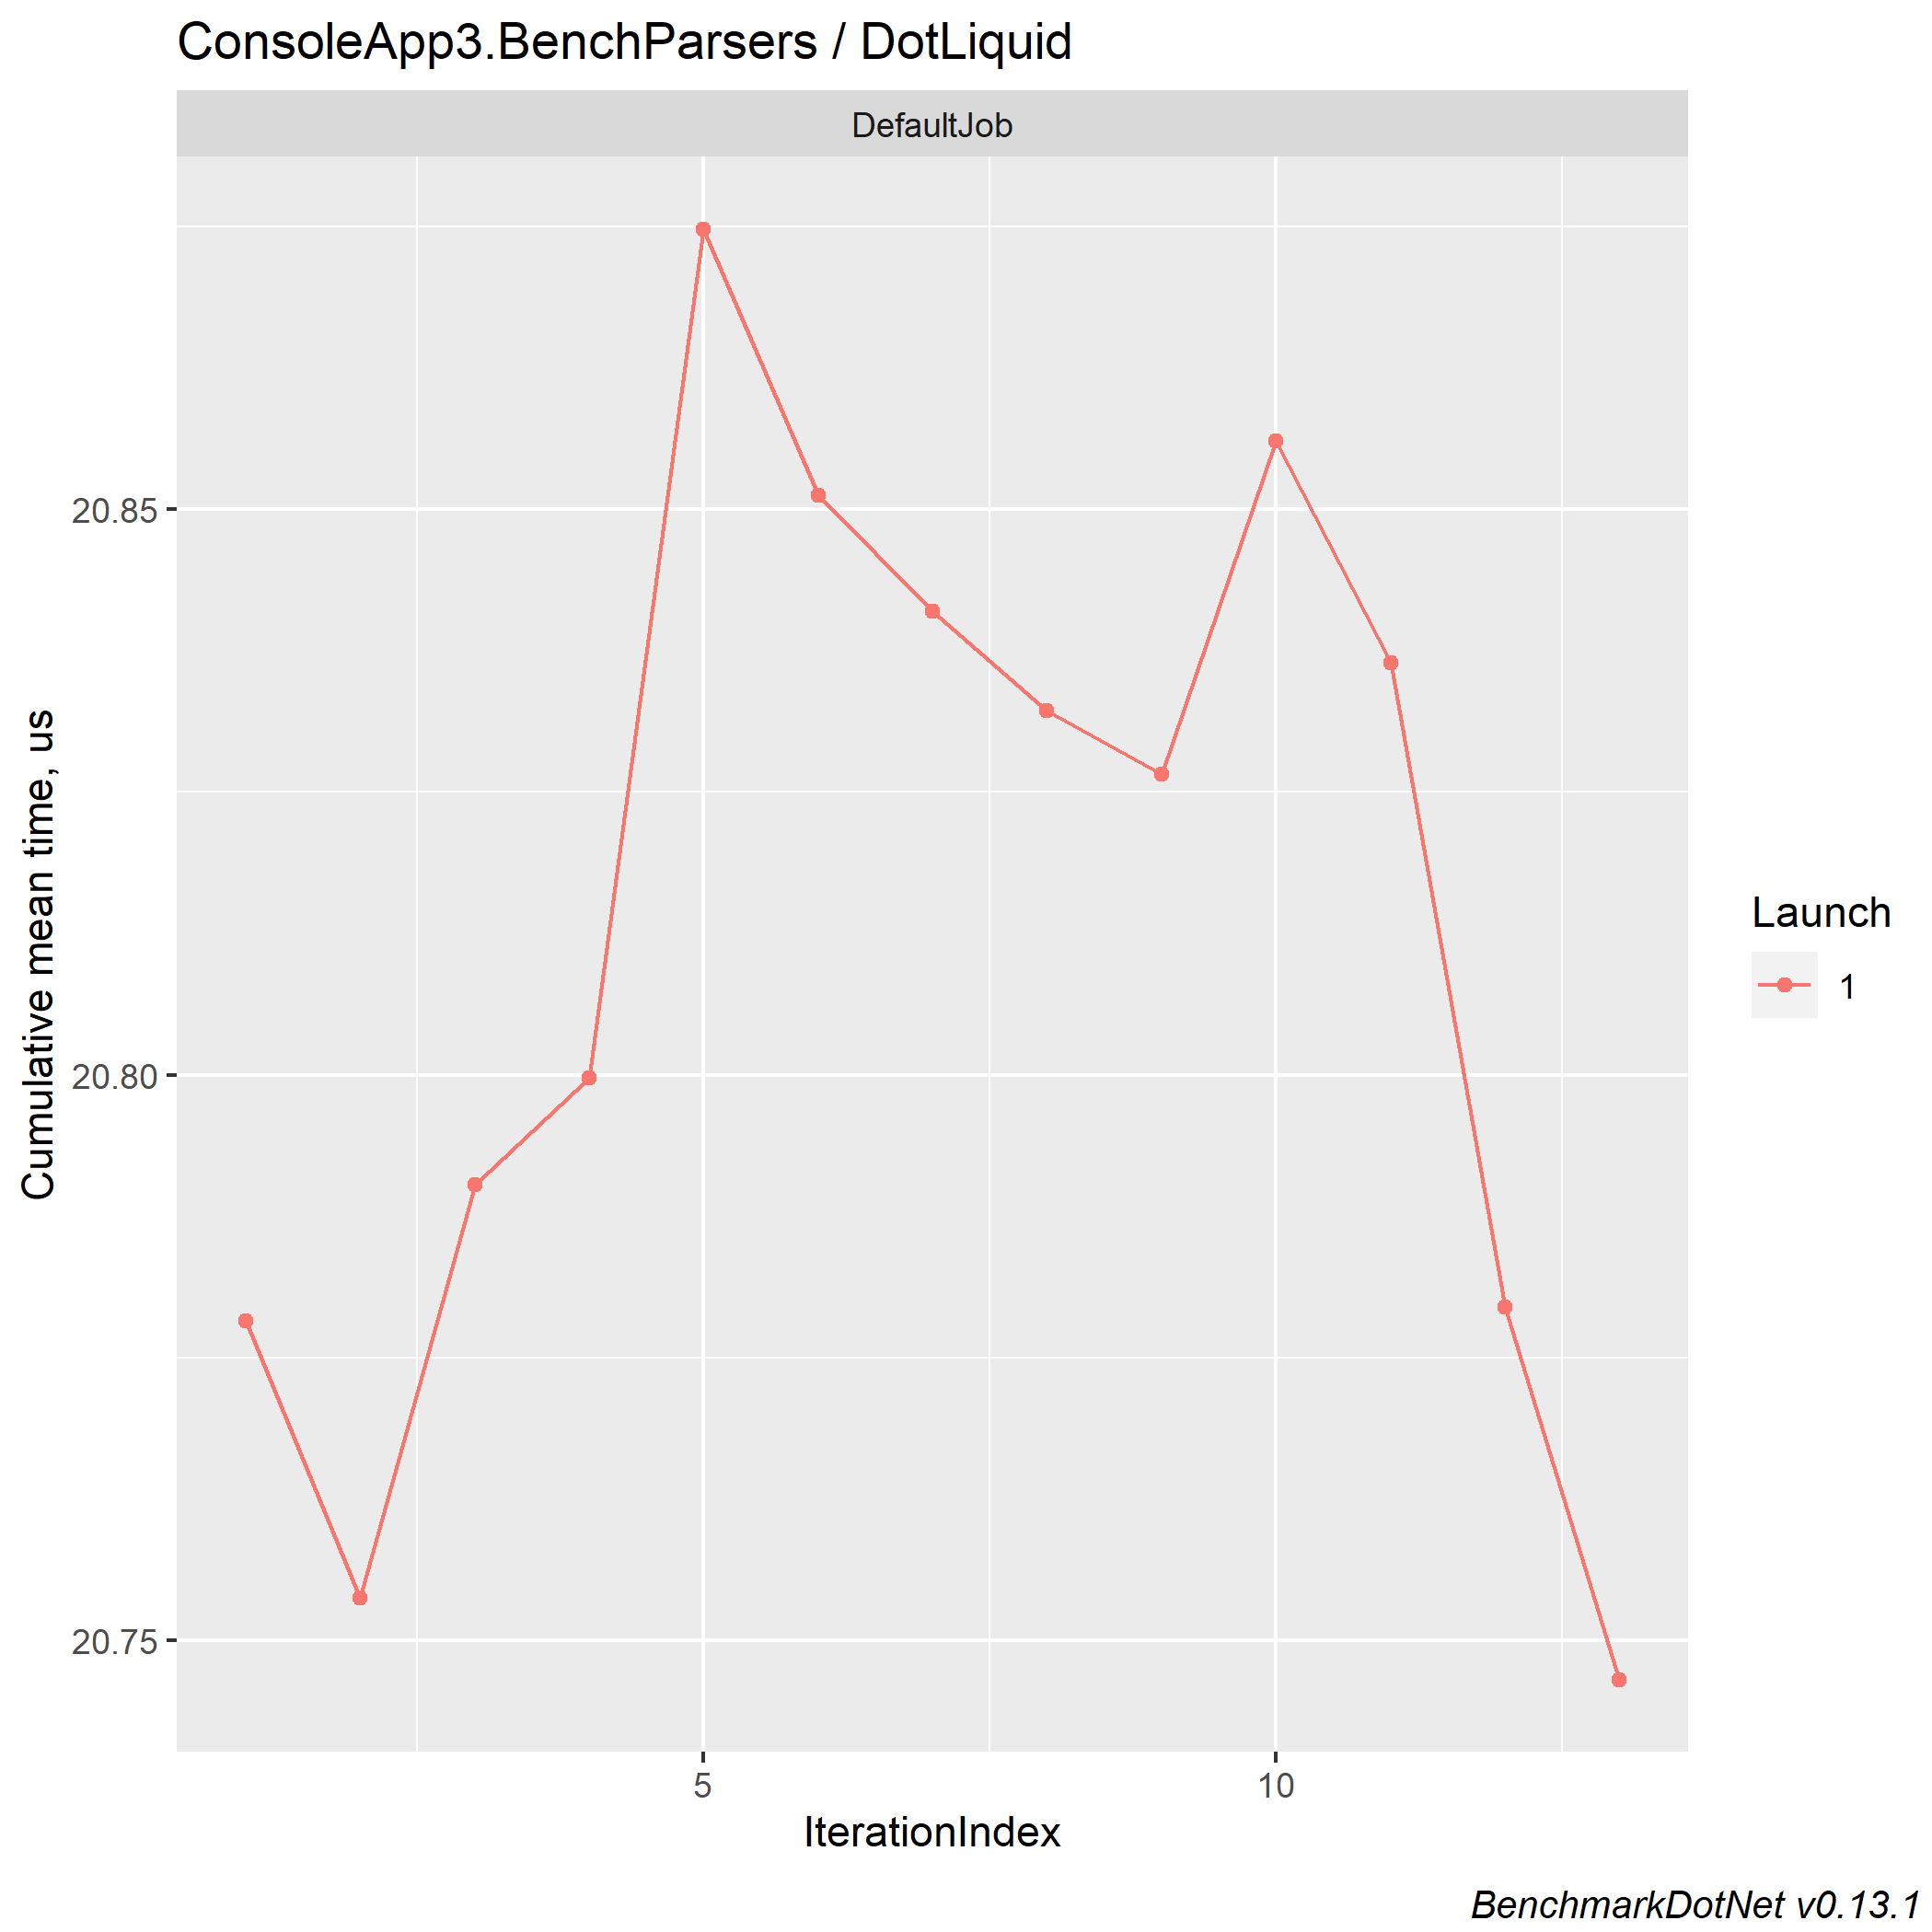 ConsoleApp3.BenchParsers / DotLiquid
DefaultJob
Cumulative mean time, us
20.85
20.80
20.75
5
10
IterationIndex
Launch
1
BenchmarkDotNet v0.13.1